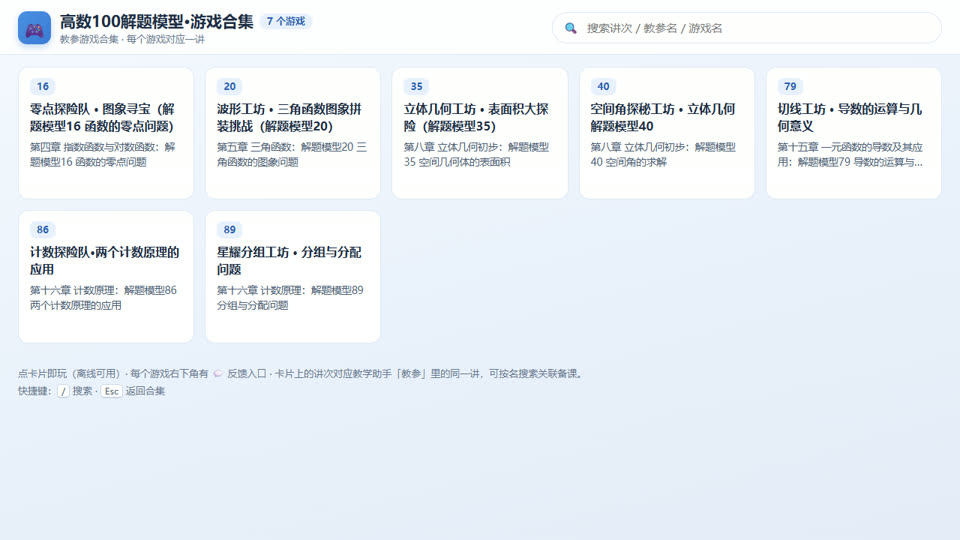 高数100解题模型·游戏合集 7 个游戏
教参游戏合集 · 每个游戏对应一讲
搜索讲次 / 教参名 / 游戏名
16
零点探险队 · 图象寻宝（解
题模型16 函数的零点问题）
第四章 指数函数与对数函数：解
题模型16 函数的零点问题
20
波形工坊 · 三角函数图象拼
装挑战（解题模型20）
第五章 三角函数：解题模型20 三
角函数的图象问题
35
立体几何工坊 · 表面积大探
险（解题模型35）
第八章 立体几何初步：解题模型
35 空间几何体的表面积
40
空间角探秘工坊 · 立体几何
解题模型40
第八章 立体几何初步：解题模型
40 空间角的求解
79
切线工坊 · 导数的运算与几
何意义
第十五章 一元函数的导数及其应
用：解题模型79 导数的运算与...
86
计数探险队·两个计数原理的
应用
第十六章 计数原理：解题模型86
两个计数原理的应用
89
星耀分组工坊 · 分组与分配
问题
第十六章 计数原理：解题模型89
分组与分配问题
点卡片即玩（离线可用）· 每个游戏右下角有 反馈入口 · 卡片上的讲次对应教学助手「教参」里的同一讲，可按名搜索关联备课。
快捷键： / 搜索 · Esc 返回合集